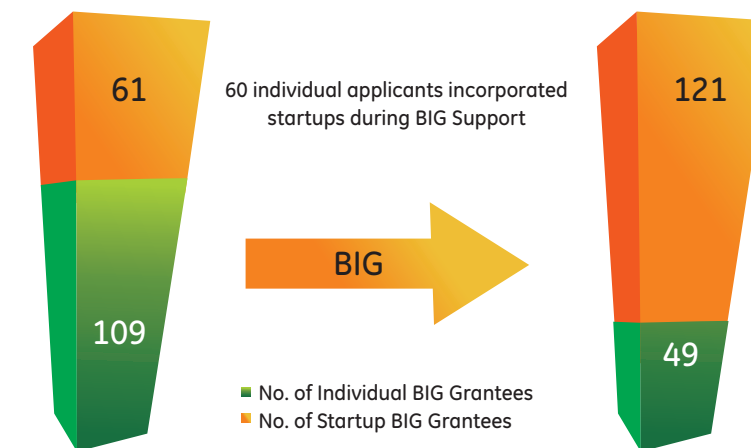 61
60 individual applicants incorporated
startups during BIG Support
121
BIG
109
49
No. of Individual BIG Grantees
No. of Startup BIG Grantees